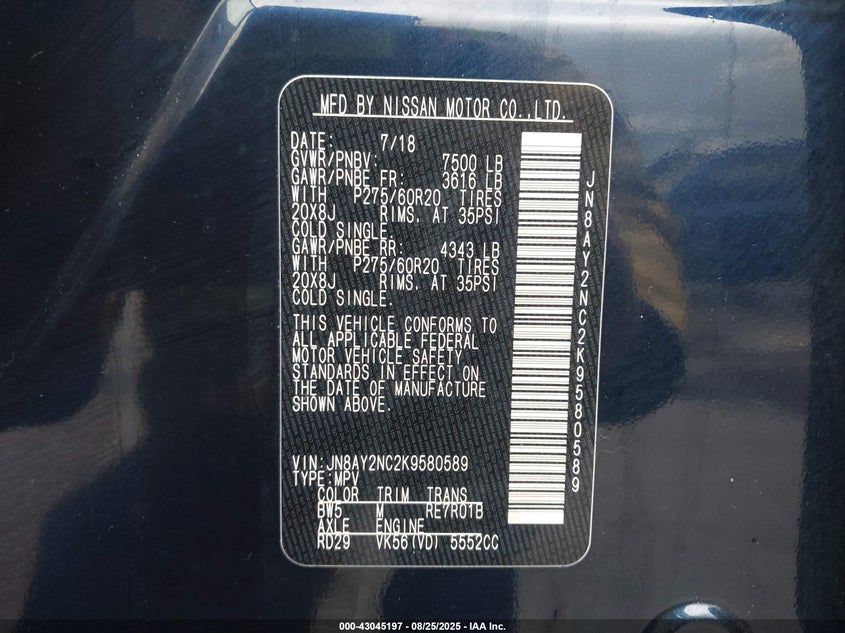 MFD BY NISSAN MOTOR CO.,LTD.
DATE: 7/18
GVWR/PNBV: 7500 LB
GAWR/PNBE FR: 3616 LB
WITH P275/60R20 TIRES
20X8J RIMS. AT 35PSI
COLD SINGLE.
GAWR/PNBE RR: 4343 LB
WITH P275/60R20 TIRES
20X8J RIMS. AT 35PSI
COLD SINGLE.
THIS VEHICLE CONFORMS TO
ALL APPLICABLE FEDERAL
MOTOR VEHICLE SAFETY
STANDARDS IN EFFECT ON
THE DATE OF MANUFACTURE
SHOWN ABOVE.
VIN:JN8AY2NC2K9580589
TYPE:MPV
COLOR TRIM TRANS
BW5 M RE7R01B
AXLE ENGINE
RD29 VK56(VD) 5552CC
JN8AY2NC2K9580589
000-43045197 - 08/25/2025 - IAA Inc.